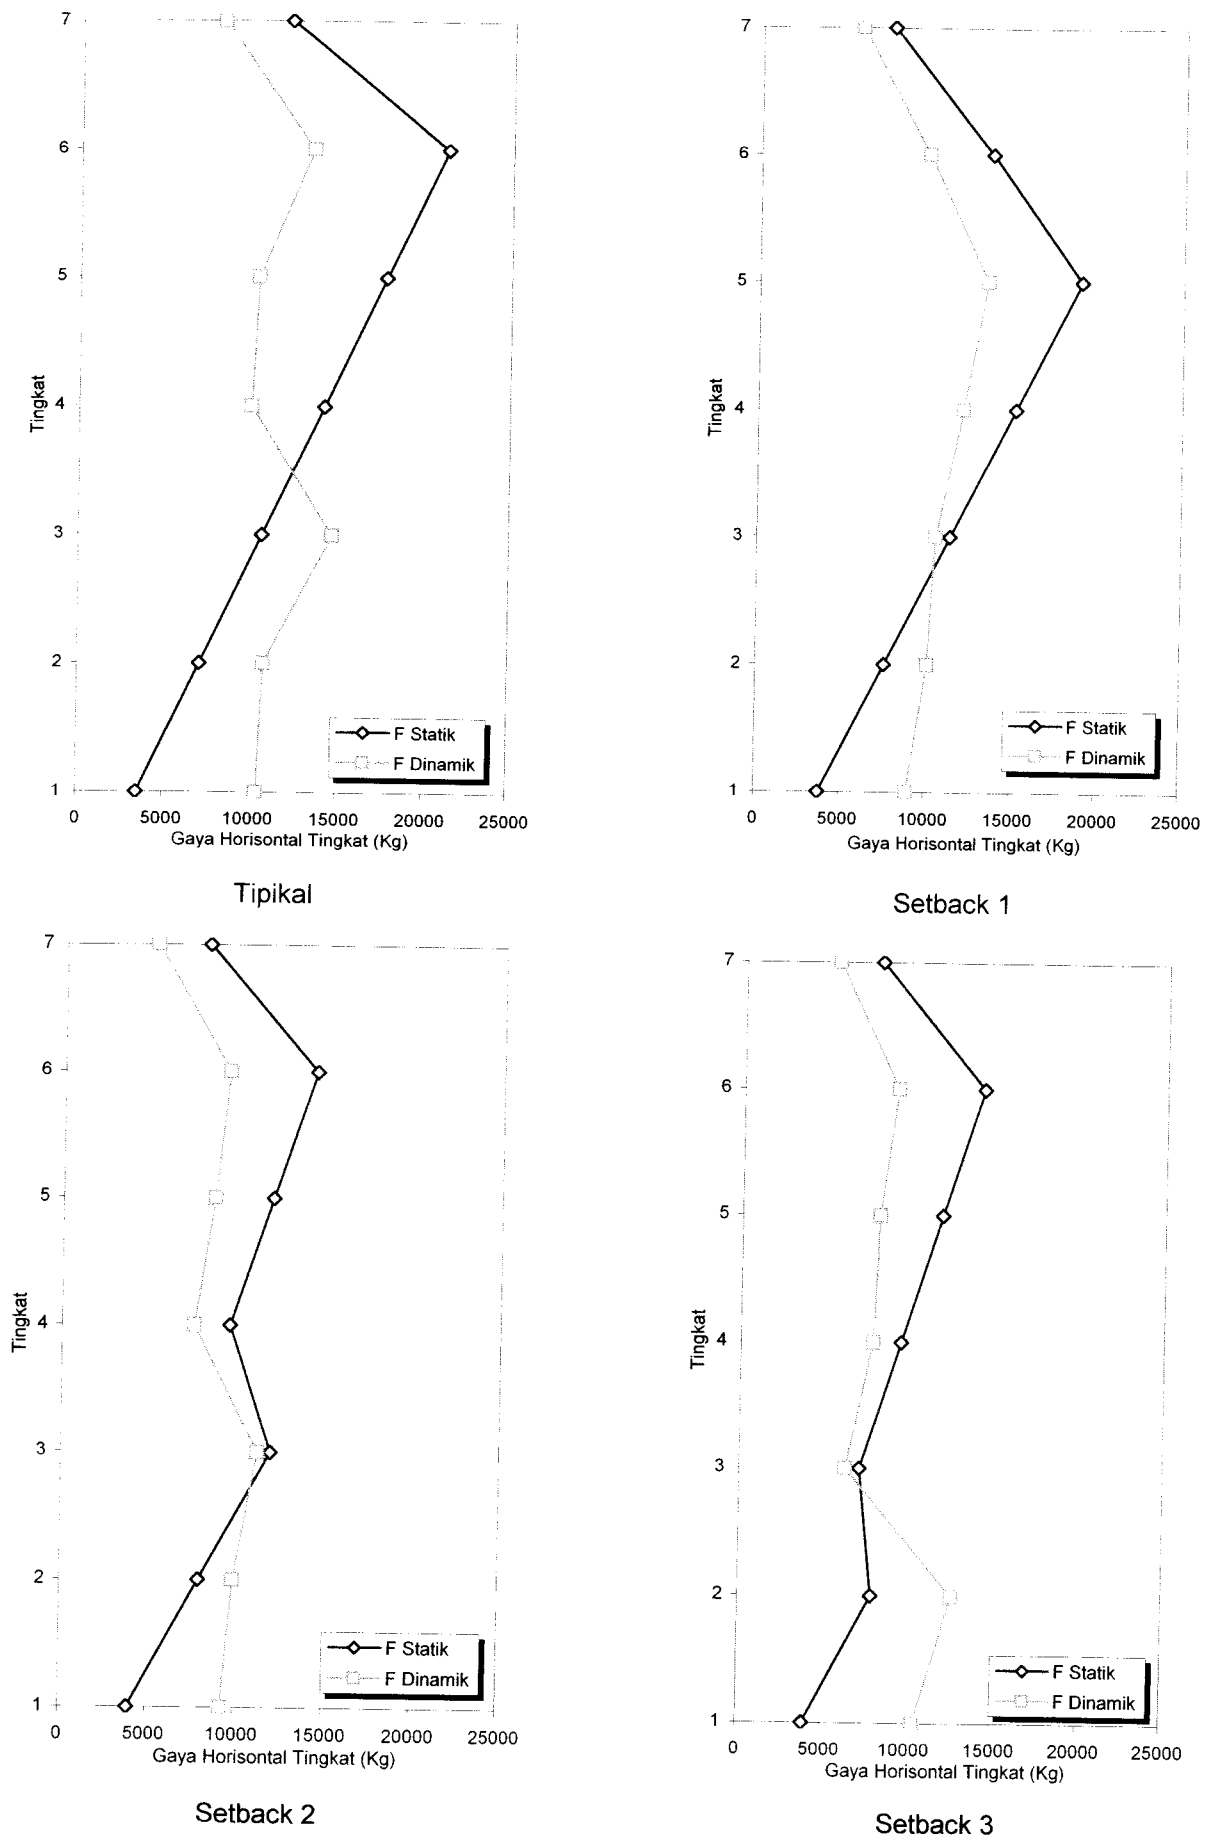 7
6
5
4
3
2
1
Tingkat
F Statik
F Dinamik
0 5000 10000 15000 20000 25000
Gaya Horisontal Tingkat (Kg)
Tipikal
7
6
5
4
3
2
1
Tingkat
F Statik
F Dinamik
0 5000 10000 15000 20000 25000
Gaya Horisontal Tingkat (Kg)
Setback 1
7
6
5
4
3
2
1
Tingkat
F Statik
F Dinamik
0 5000 10000 15000 20000 25000
Gaya Horisontal Tingkat (Kg)
Setback 2
7
6
5
4
3
2
1
Tingkat
F Statik
F Dinamik
0 5000 10000 15000 20000 25000
Gaya Horisontal Tingkat (Kg)
Setback 3